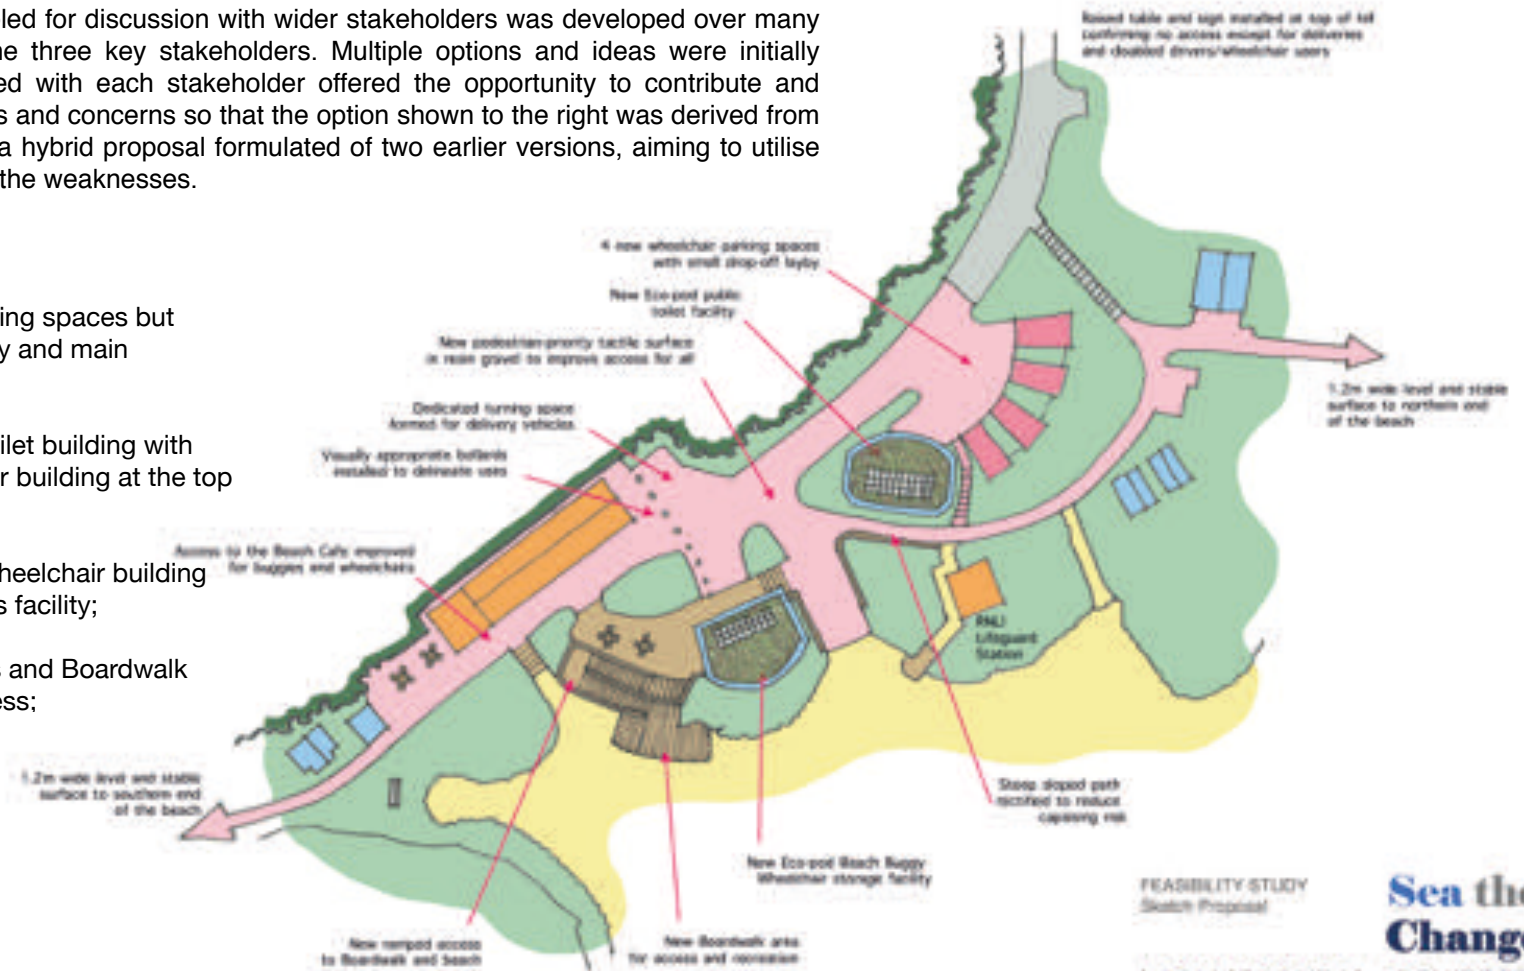 led for discussion with wider stakeholders was developed over many
e three key stakeholders. Multiple options and ideas were initially
ed with each stakeholder offered the opportunity to contribute and
s and concerns so that the option shown to the right was derived from
a hybrid proposal formulated of two earlier versions, aiming to utilise
the weaknesses.
ing spaces but
y and main
ilet building with
r building at the top
heelchair building
s facility;
s and Boardwalk
ess;
Raised table and sign installed at top of hill
confirming no access except for deliveries
and disabled drivers/wheelchair users
4 new wheelchair parking spaces
with small drop-off layby
New Eco-pod public
toilet facility
New pedestrian-priority tactile surface
in resin gravel to improve access for all
Dedicated turning space
formed for delivery vehicles
Visually appropriate bollards
installed to delineate uses
Access to the Beach Cafe improved
for buggies and wheelchairs
1.2m wide level and stable
surface to northern end
of the beach
RNLI
Lifeguard
Station
1.2m wide level and stable
surface to southern end
of the beach
Steep sloped path
rectified to reduce
capsizing risk
New Eco-pod Beach Buggy
Wheelchair storage facility
New ramped access
to Boardwalk and beach
New Boardwalk area
for access and recreation
FEASIBILITY STUDY
Sketch Proposal
Sea the
Change